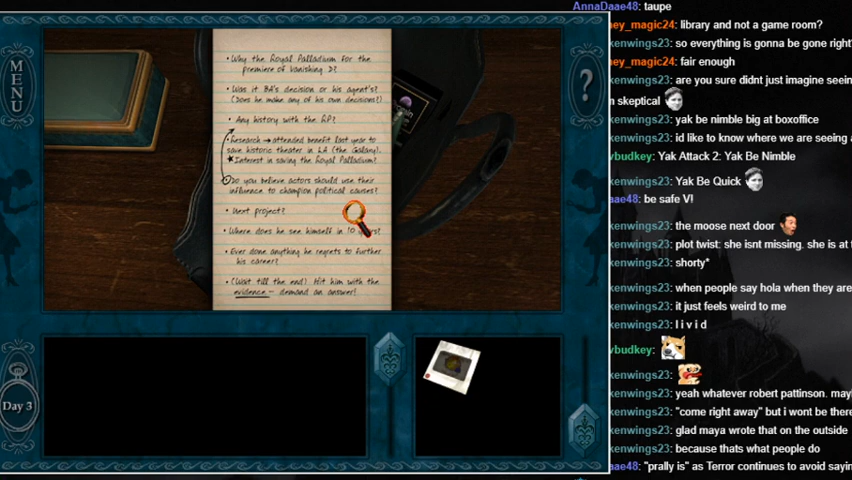 MENU
?
• Why the Royal Palladium for the
premiere of Vanishing D?
• Was it BA's decision or his agent's?
(Does he make any of his own decisions?)
• Any history with the RP?
• Research → attended benefit last year to
save historic theater in LA (the Galaxy).
★ Interest in saving the Royal Palladium?
• Do you believe actors should use their
influence to champion political causes?
• Next project?
• Where does he see himself in 10
• Ever done anything he regrets to further
his career?
• (Wait till the end) Hit him with the
evidence - demand an answer!
Day 3
AnnaDaae48: taupe
ney_magic24: library and not a game room?
kenwings23: so everything is gonna be gone right
ey_magic24: fair enough
kenwings23: are you sure didnt just imagine seein
m skeptical
kenwings23: yak be nimble big at boxoffice
kenwings23: id like to know where we are seeing a
vbudkey: Yak Attack 2: Yak Be Nimble
kenwings23: Yak Be Quick
ae48: be safe V!
kenwings23: the moose next door
kenwings23: plot twist: she isnt missing. she is at
kenwings23: shorty*
kenwings23: when people say hola when they are
kenwings23: it just feels weird to me
kenwings23: l i v i d
vbudkey:
kenwings23:
kenwings23: yeah whatever robert pattinson. may
kenwings23: "come right away" but i wont be there
kenwings23: glad maya wrote that on the outside
kenwings23: because thats what people do
aae48: "prally is" as Terror continues to avoid sayin